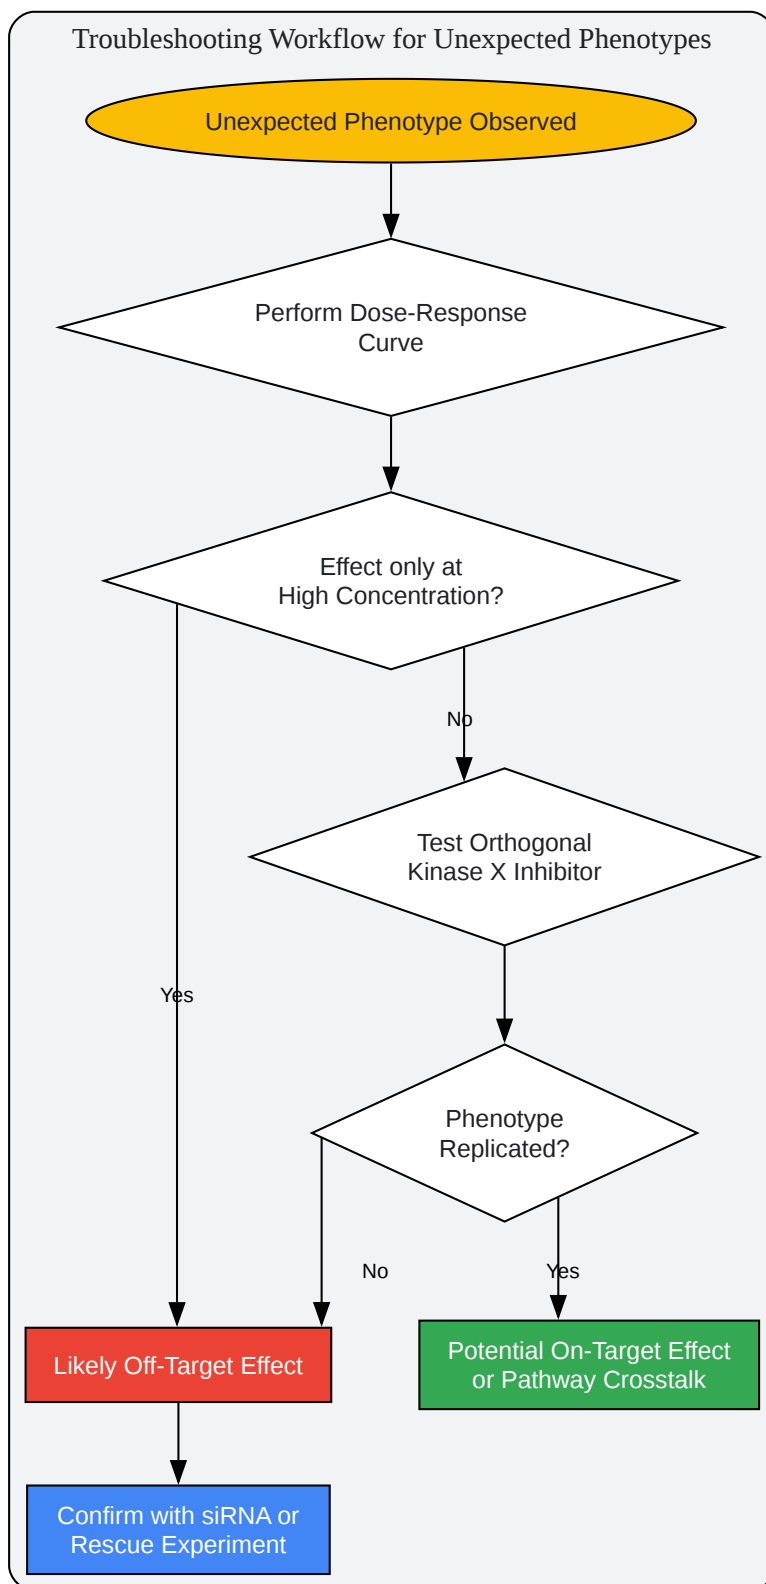 Troubleshooting Workflow for Unexpected Phenotypes
Unexpected Phenotype Observed
Perform Dose-Response
Curve
Effect only at
High Concentration?
No
Test Orthogonal
Kinase X Inhibitor
Yes
Phenotype
Replicated?
No
Yes
Likely Off-Target Effect
Potential On-Target Effect
or Pathway Crosstalk
Confirm with siRNA or
Rescue Experiment